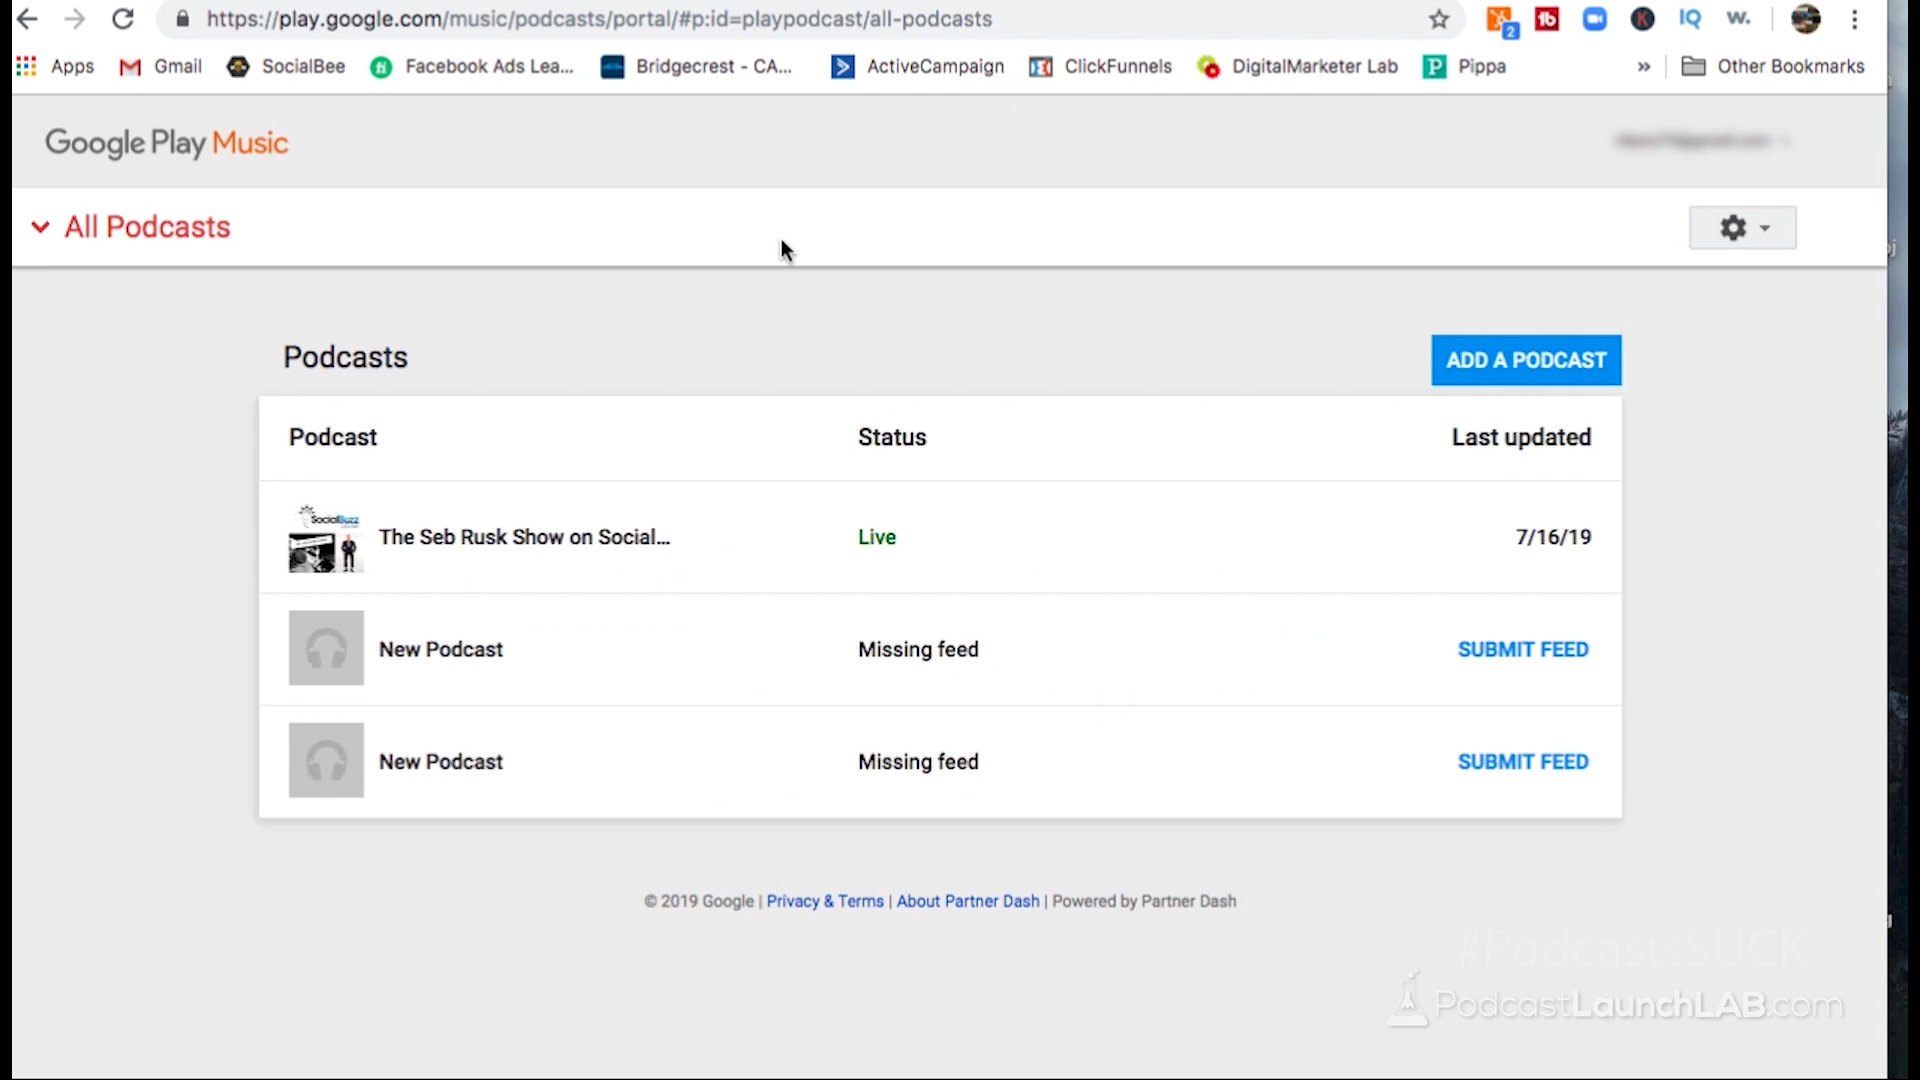 https://play.google.com/music/podcasts/portal/#p:id=playpodcast/all-podcasts
2
tb
K
IQ
w.
Apps
Gmail
SocialBee
Facebook Ads Lea...
Bridgecrest - CA...
ActiveCampaign
ClickFunnels
DigitalMarketer Lab
P Pippa
»
Other Bookmarks
Google Play Music
All Podcasts
Podcasts
ADD A PODCAST
Podcast
Status
Last updated
SocialBuzz
The Seb Rusk Show on Social...
Live
7/16/19
New Podcast
Missing feed
SUBMIT FEED
New Podcast
Missing feed
SUBMIT FEED
© 2019 Google | Privacy & Terms | About Partner Dash | Powered by Partner Dash
#PodcastsSUCK
PodcastLaunchLAB.com